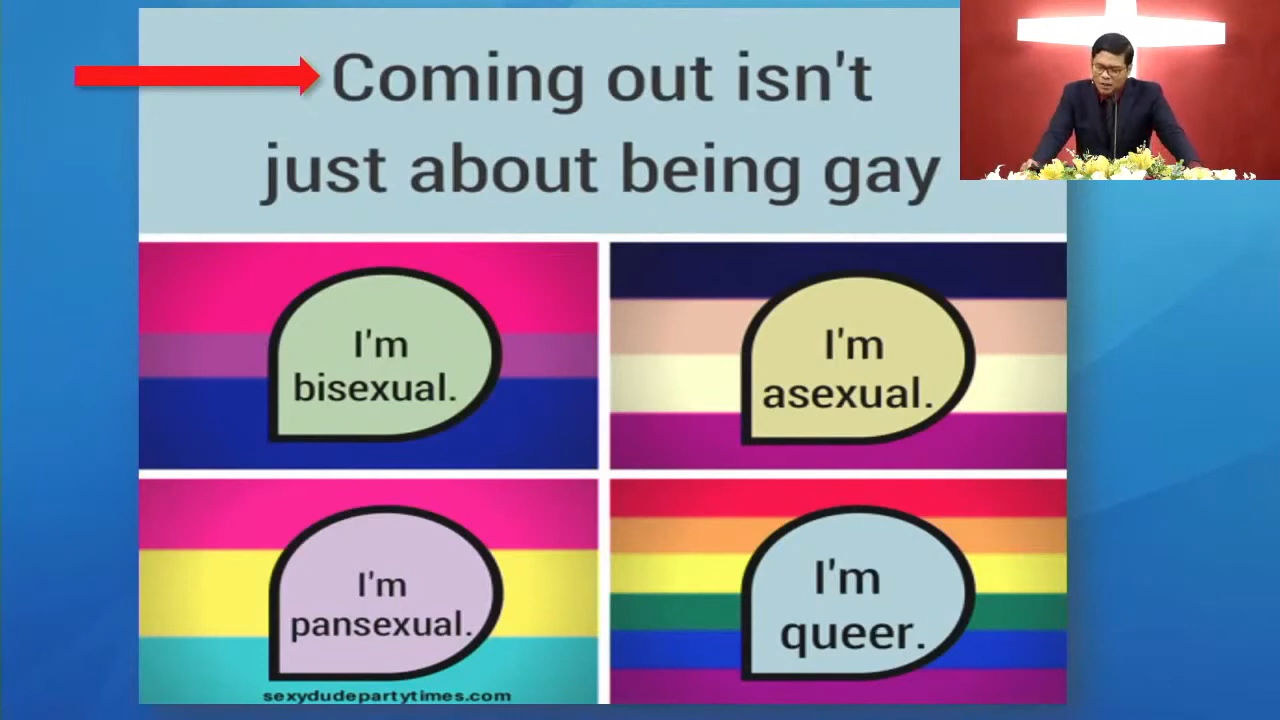 Coming out isn't
just about being gay
I'm
bisexual.
I'm
asexual.
I'm
pansexual.
I'm
queer.
sexydudepartytimes.com